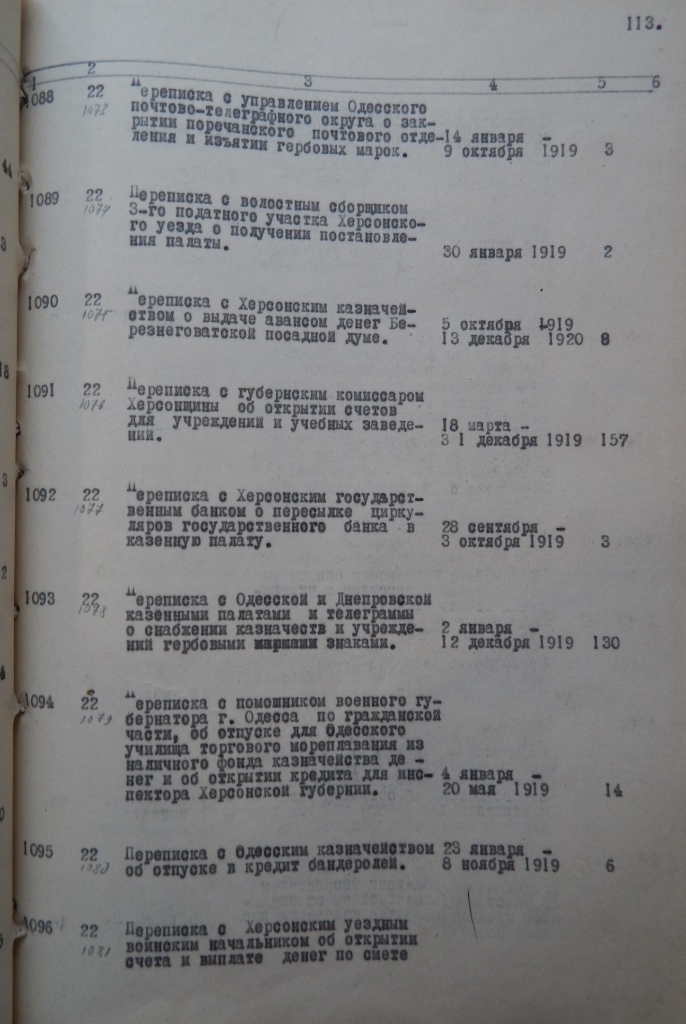 113.
1 2 3 4 5 6
1088 22 Переписка с управлением Одесского
1073 почтово-телеграфного округа о зак-
рытии поречанского почтового отде- 14 января -
ления и изъятии гербовых марок. 9 октября 1919 3
1089 22 Переписка с волостным сборщиком
1074 3-го податного участка Херсонско-
го уезда о получении постановле-
ния палаты. 30 января 1919 2
1090 22 Переписка с Херсонским казначей-
1075 ством о выдаче авансом денег Бе- 5 октября 1919
резнеговатской посадной думе. 13 декабря 1920 8
1091 22 Переписка с губернским комиссаром
1076 Херсонщины об открытии счетов
для учреждений и учебных заведе- 18 марта -
ний. 3 1 декабря 1919 157
1092 22 Переписка с Херсонским государст-
1077 венным банком о пересылке цирку-
ляров государственного банка в 28 сентября -
казенную палату. 3 октября 1919 3
1093 22 Переписка с Одесской и Днепровской
1078 казенными палатами и телеграммы
о снабжении казначеств и учрежде- 2 января -
ний гербовыми марками знаками. 12 декабря 1919 130
1094 22 Переписка с помошником военного гу-
1079 бернатора г. Одесса по гражданской
части, об отпуске для Одесского
училища торгового мореплавания из
наличного фонда казначейства де -
нег и об открытии кредита для инс- 4 января -
пектора Херсонской губернии. 20 мая 1919 14
1095 22 Переписка с Одесским казначейством 23 января -
1080 об отпуске в кредит бандеролей. 8 ноября 1919 6
1096 22 Переписка с Херсонским уездным
1081 воинским начальником об открытии
счета и выплате денег по смете